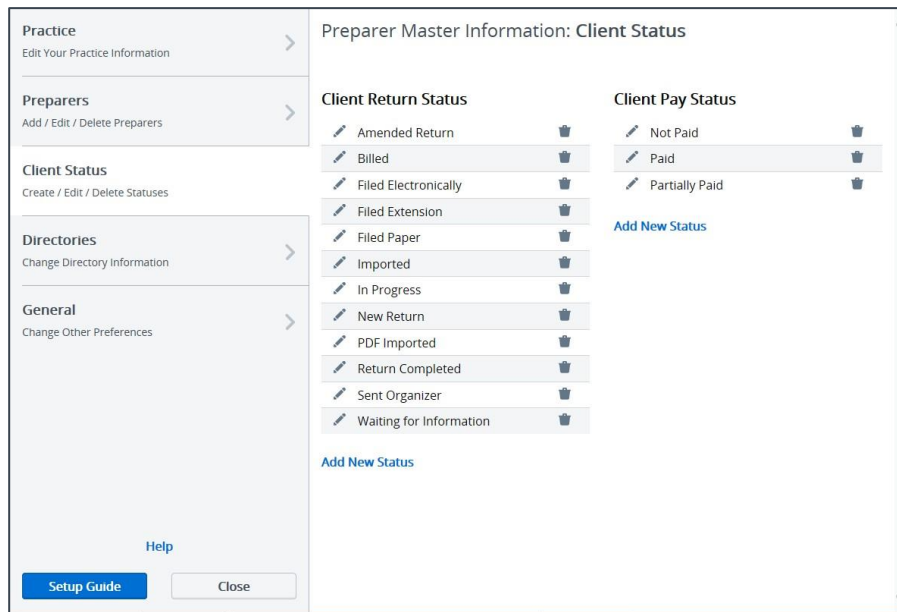 Practice
Edit Your Practice Information
Preparers
Add / Edit / Delete Preparers
Client Status
Create / Edit / Delete Statuses
Directories
Change Directory Information
General
Change Other Preferences
Help
Setup Guide
Close
Preparer Master Information: Client Status
Client Return Status
Amended Return
Billed
Filed Electronically
Filed Extension
Filed Paper
Imported
In Progress
New Return
PDF Imported
Return Completed
Sent Organizer
Waiting for Information
Add New Status
Client Pay Status
Not Paid
Paid
Partially Paid
Add New Status